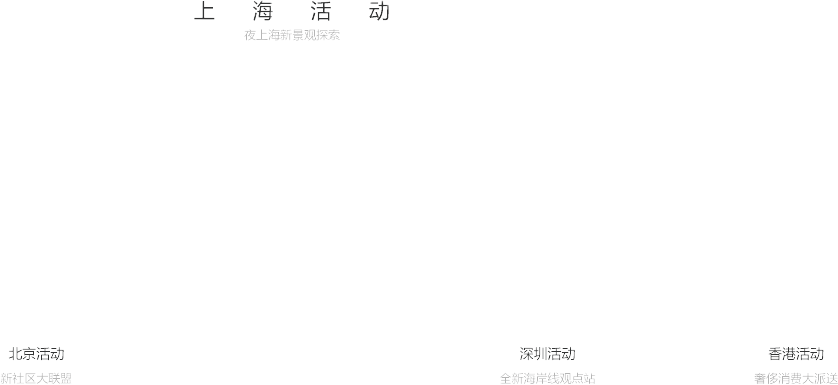 上海活动
夜上海新景观探索
北京活动
新社区大联盟
深圳活动
全新海岸线观点站
香港活动
奢侈消费大派送